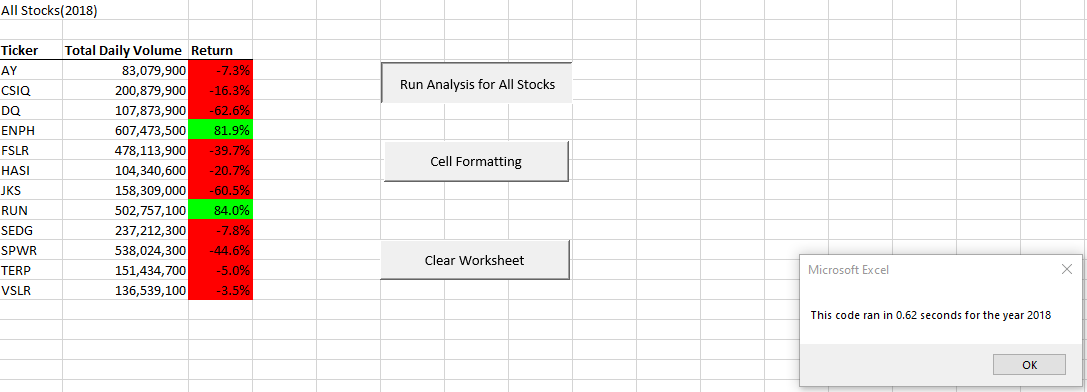 All Stocks(2018)
Ticker Total Daily Volume Return
AY 83,079,900 -7.3%
CSIQ 200,879,900 -16.3%
DQ 107,873,900 -62.6%
ENPH 607,473,500 81.9%
FSLR 478,113,900 -39.7%
HASI 104,340,600 -20.7%
JKS 158,309,000 -60.5%
RUN 502,757,100 84.0%
SEDG 237,212,300 -7.8%
SPWR 538,024,300 -44.6%
TERP 151,434,700 -5.0%
VSLR 136,539,100 -3.5%
Run Analysis for All Stocks
Cell Formatting
Clear Worksheet
Microsoft Excel
This code ran in 0.62 seconds for the year 2018
OK